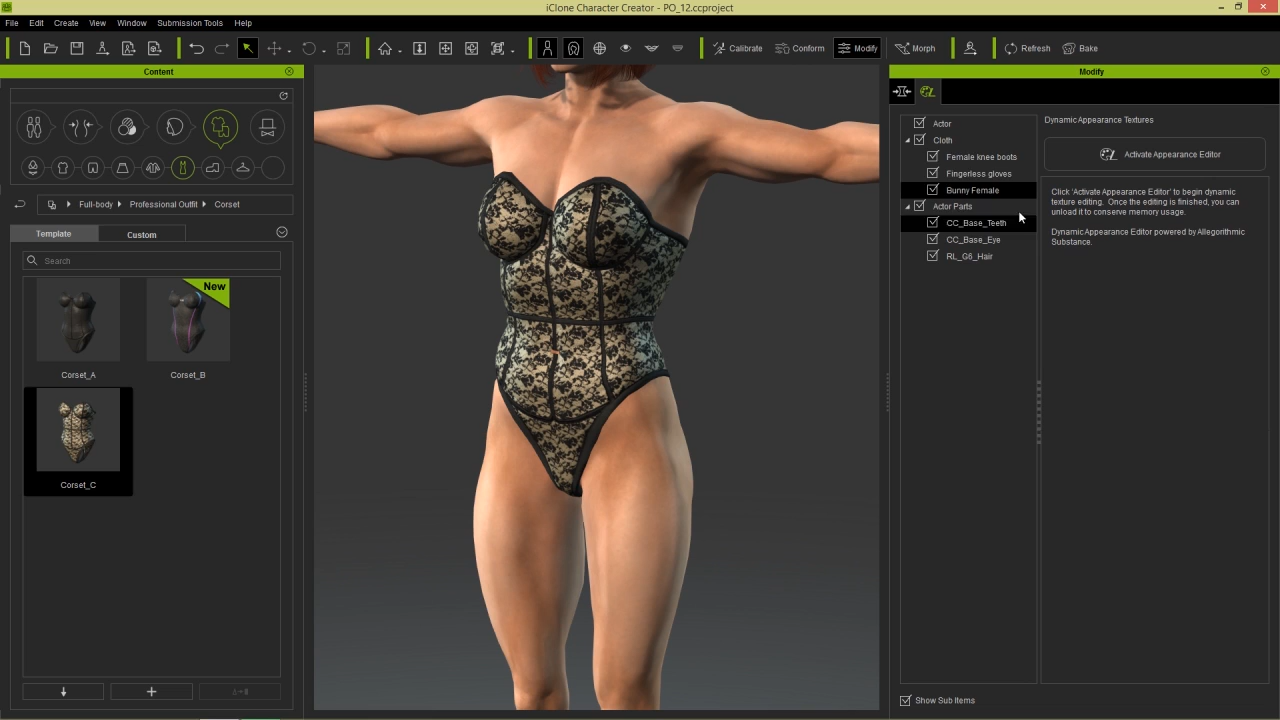 iClone Character Creator - PO_12.ccproject
File Edit Create View Window Submission Tools Help
Calibrate Conform Modify Morph Refresh Bake
Content
Full-body Professional Outfit Corset
Template Custom
Search
New
Corset_A Corset_B
Corset_C
Modify
Actor
Cloth
Female knee boots
Fingerless gloves
Bunny Female
Actor Parts
CC_Base_Teeth
CC_Base_Eye
RL_G6_Hair
Show Sub Items
Dynamic Appearance Textures
Activate Appearance Editor
Click 'Activate Appearance Editor' to begin dynamic
texture editing. Once the editing is finished, you can
unload it to conserve memory usage.
Dynamic Appearance Editor powered by Allegorithmic
Substance.